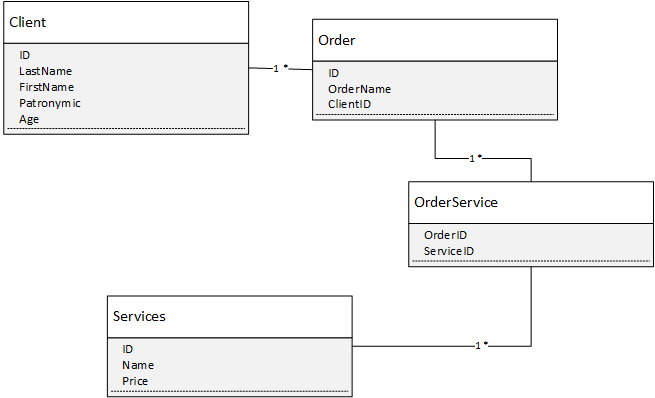 Client
ID
LastName
FirstName
Patronymic
Age
1 *
Order
ID
OrderName
ClientID
1 *
OrderService
OrderID
ServiceID
Services
ID
Name
Price
1 *